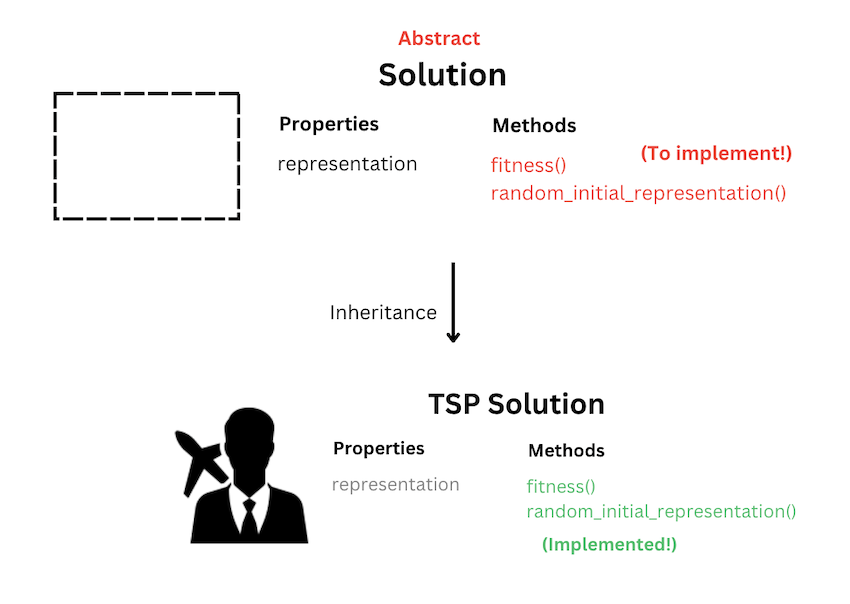 Abstract
Solution
Properties
Methods
(To implement!)
representation
fitness()
random_initial_representation()
Inheritance
TSP Solution
Properties
Methods
representation
fitness()
random_initial_representation()
(Implemented!)